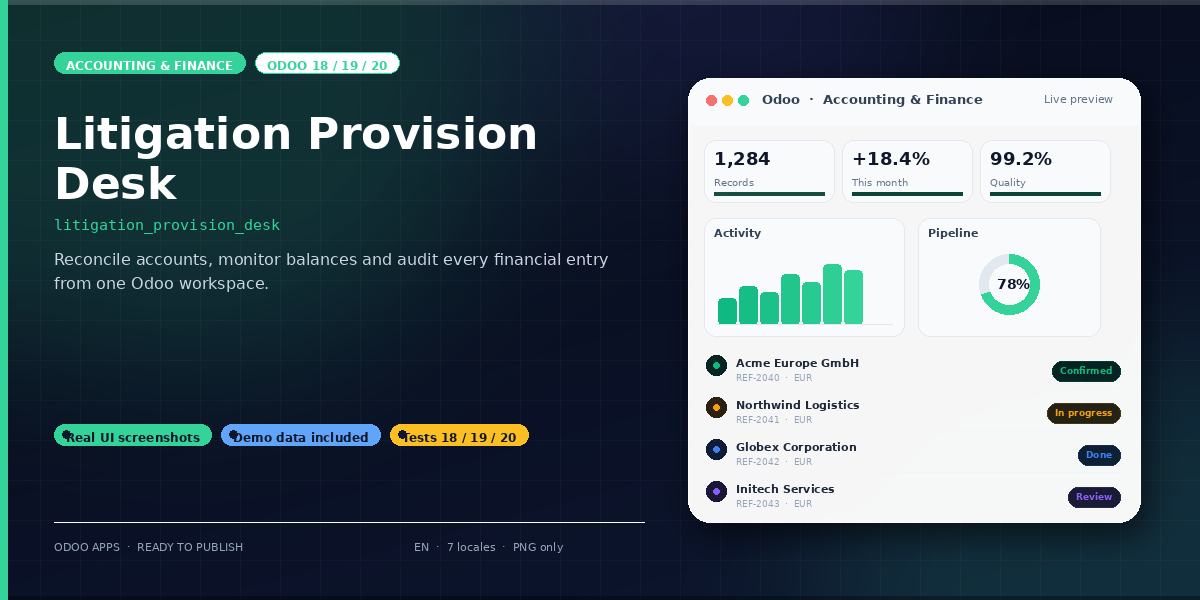 ACCOUNTING & FINANCE
ODOO 18 / 19 / 20
Litigation Provision
Desk
litigation_provision_desk
Reconcile accounts, monitor balances and audit every financial entry
from one Odoo workspace.
Real UI screenshots
Demo data included
Tests 18 / 19 / 20
ODOO APPS · READY TO PUBLISH
EN · 7 locales · PNG only
Odoo · Accounting & Finance
Live preview
1,284
Records
+18.4%
This month
99.2%
Quality
Activity
Pipeline
78%
Acme Europe GmbH
REF-2040 · EUR
Confirmed
Northwind Logistics
REF-2041 · EUR
In progress
Globex Corporation
REF-2042 · EUR
Done
Initech Services
REF-2043 · EUR
Review